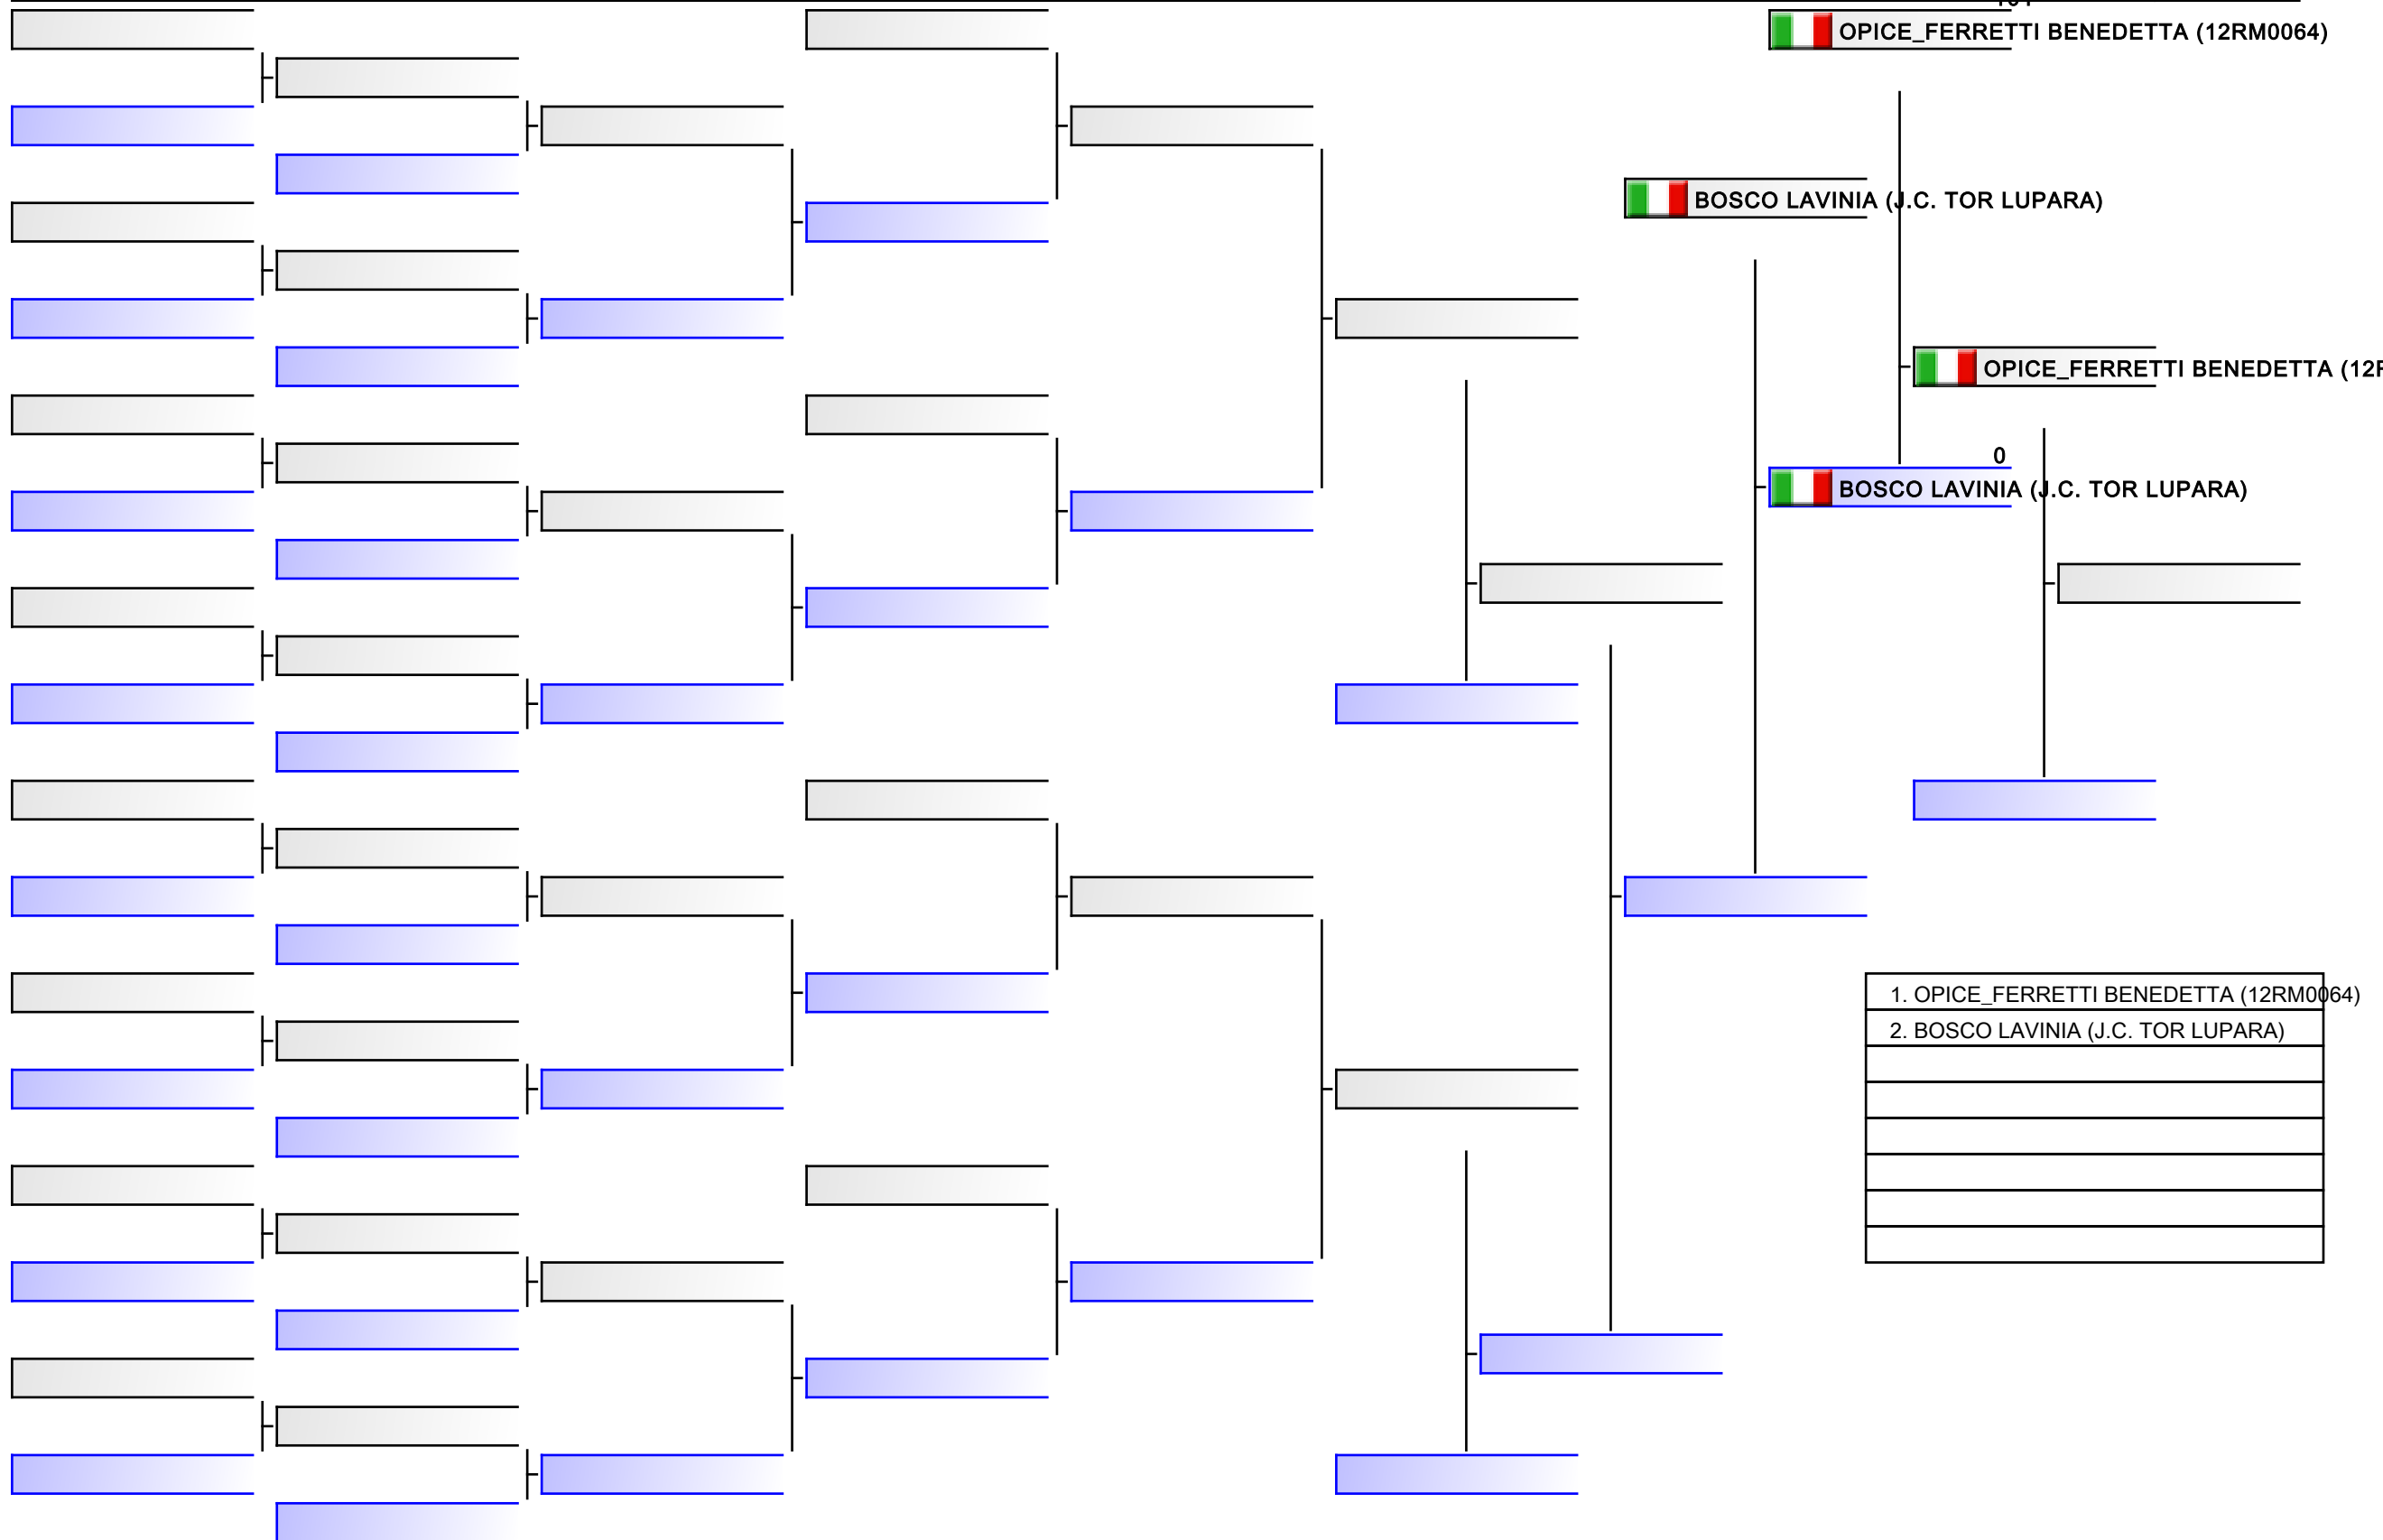 OPICE_FERRETTI BENEDETTA (12RM0064)
BOSCO LAVINIA (J.C. TOR LUPARA)
OPICE_FERRETTI BENEDETTA
0
BOSCO LAVINIA (J.C. TOR LUPARA)
1. OPICE_FERRETTI BENEDETTA (12RM0064)
2. BOSCO LAVINIA (J.C. TOR LUPARA)